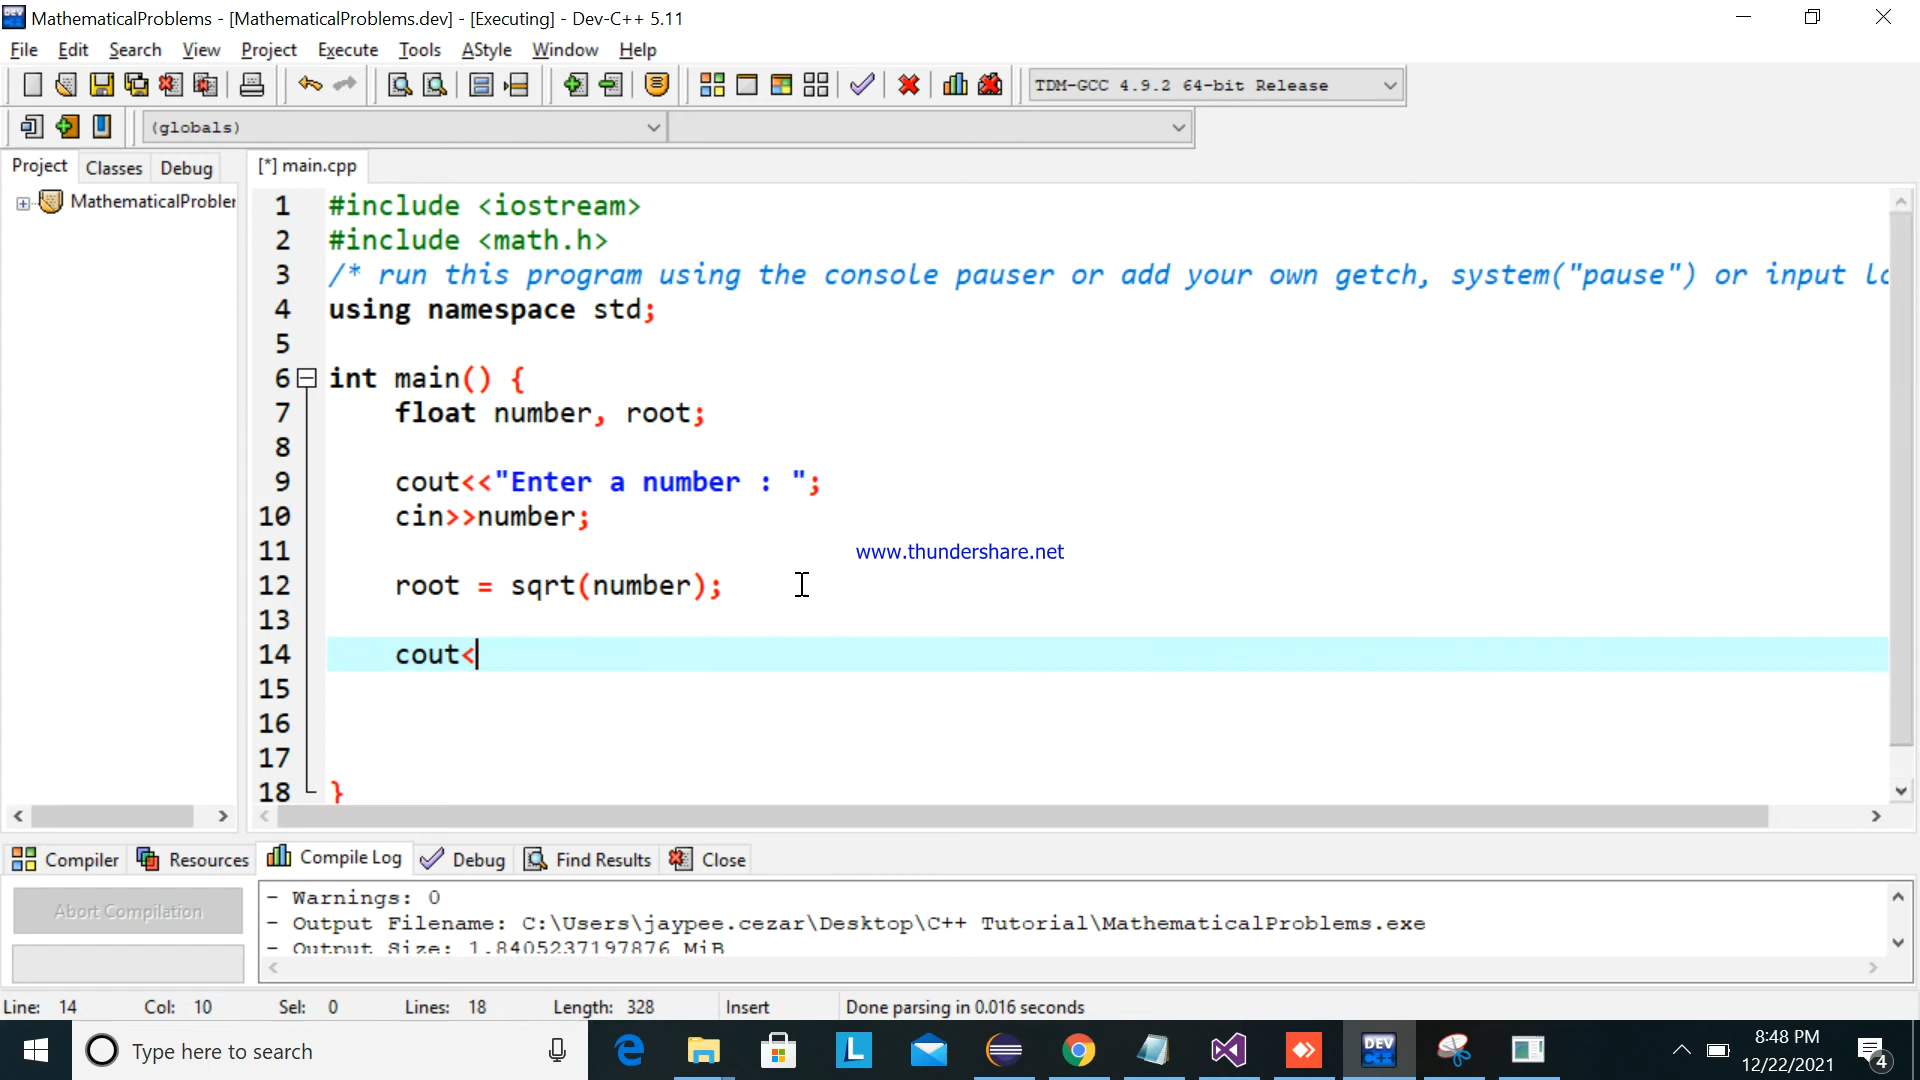 MathematicalProblems - [MathematicalProblems.dev] - [Executing] - Dev-C++ 5.11
File Edit Search View Project Execute Tools AStyle Window Help
TDM-GCC 4.9.2 64-bit Release
(globals)
Project Classes Debug [*] main.cpp
MathematicalProbler
1 #include <iostream>
2 #include <math.h>
3 /* run this program using the console pauser or add your own getch, system("pause") or input lo
4 using namespace std;
5
6 int main() {
7 float number, root;
8
9 cout<<"Enter a number : ";
10 cin>>number;
11
www.thundershare.net
12 root = sqrt(number);
13
14 cout<
15
16
17
18 }
Compiler Resources Compile Log Debug Find Results Close
Abort Compilation
- Warnings: 0
- Output Filename: C:\Users\jaypee.cezar\Desktop\C++ Tutorial\MathematicalProblems.exe
- Output Size: 1.8405237197876 MiB
Line: 14 Col: 10 Sel: 0 Lines: 18 Length: 328 Insert Done parsing in 0.016 seconds
Type here to search
L
DEV C++
8:48 PM
12/22/2021
4